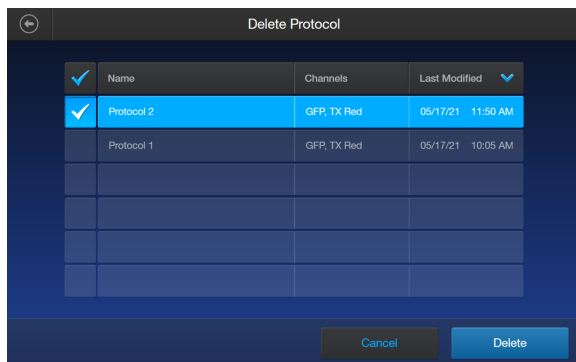 Delete Protocol
Name Channels Last Modified
Protocol 2 GFP, TX Red 05/17/21 11:50 AM
Protocol 1 GFP, TX Red 05/17/21 10:05 AM
Cancel Delete